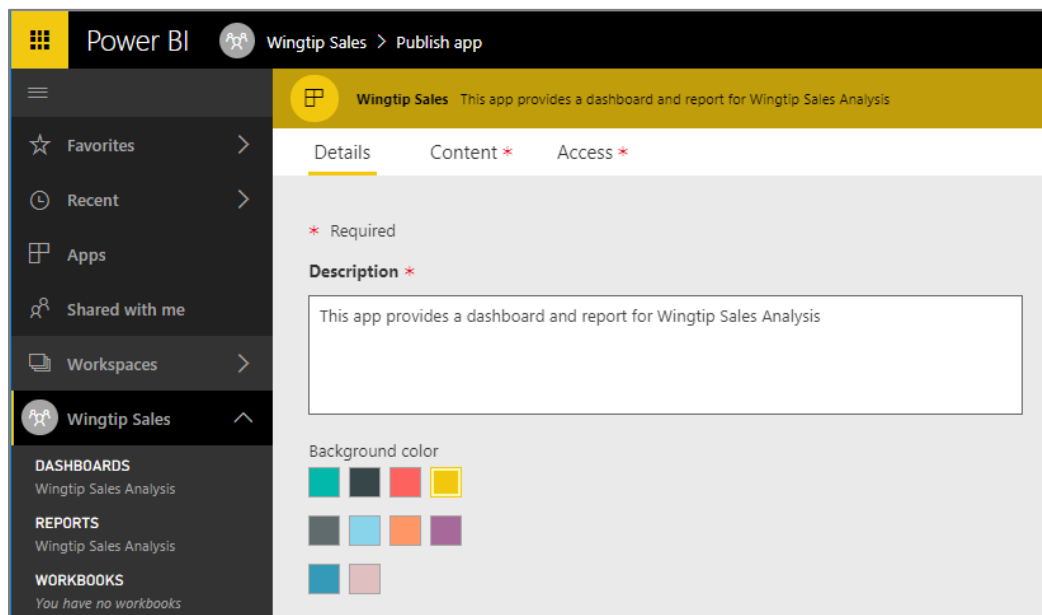 Power BI Wingtip Sales > Publish app
Wingtip Sales This app provides a dashboard and report for Wingtip Sales Analysis
Favorites
Recent
Apps
Shared with me
Workspaces
Wingtip Sales
DASHBOARDS
Wingtip Sales Analysis
REPORTS
Wingtip Sales Analysis
WORKBOOKS
You have no workbooks
Details Content * Access *
* Required
Description *
This app provides a dashboard and report for Wingtip Sales Analysis
Background color